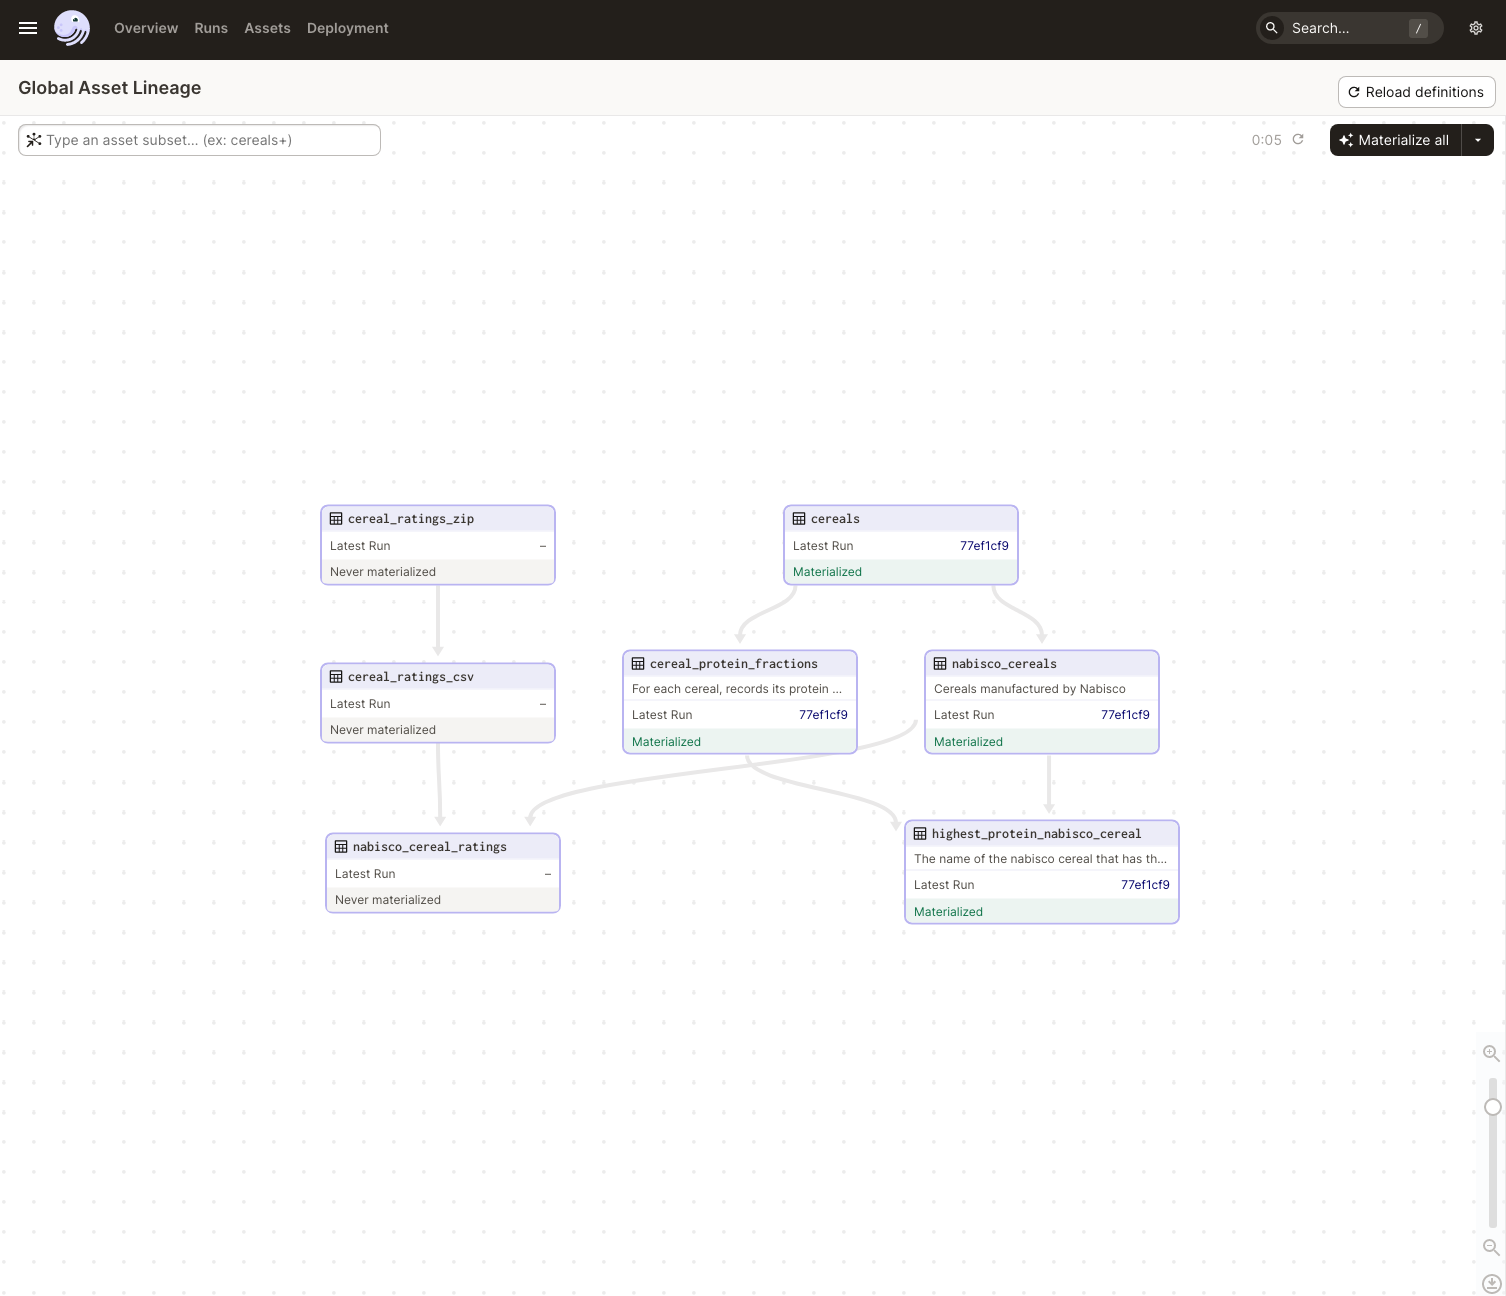 Overview Runs Assets Deployment
Search... /
Global Asset Lineage
Reload definitions
Type an asset subset... (ex: cereals+)
0:05
Materialize all
cereal_ratings_zip
Latest Run –
Never materialized
cereals
Latest Run 77ef1cf9
Materialized
cereal_ratings_csv
Latest Run –
Never materialized
cereal_protein_fractions
For each cereal, records its protein ...
Latest Run 77ef1cf9
Materialized
nabisco_cereals
Cereals manufactured by Nabisco
Latest Run 77ef1cf9
Materialized
nabisco_cereal_ratings
Latest Run –
Never materialized
highest_protein_nabisco_cereal
The name of the nabisco cereal that has th...
Latest Run 77ef1cf9
Materialized